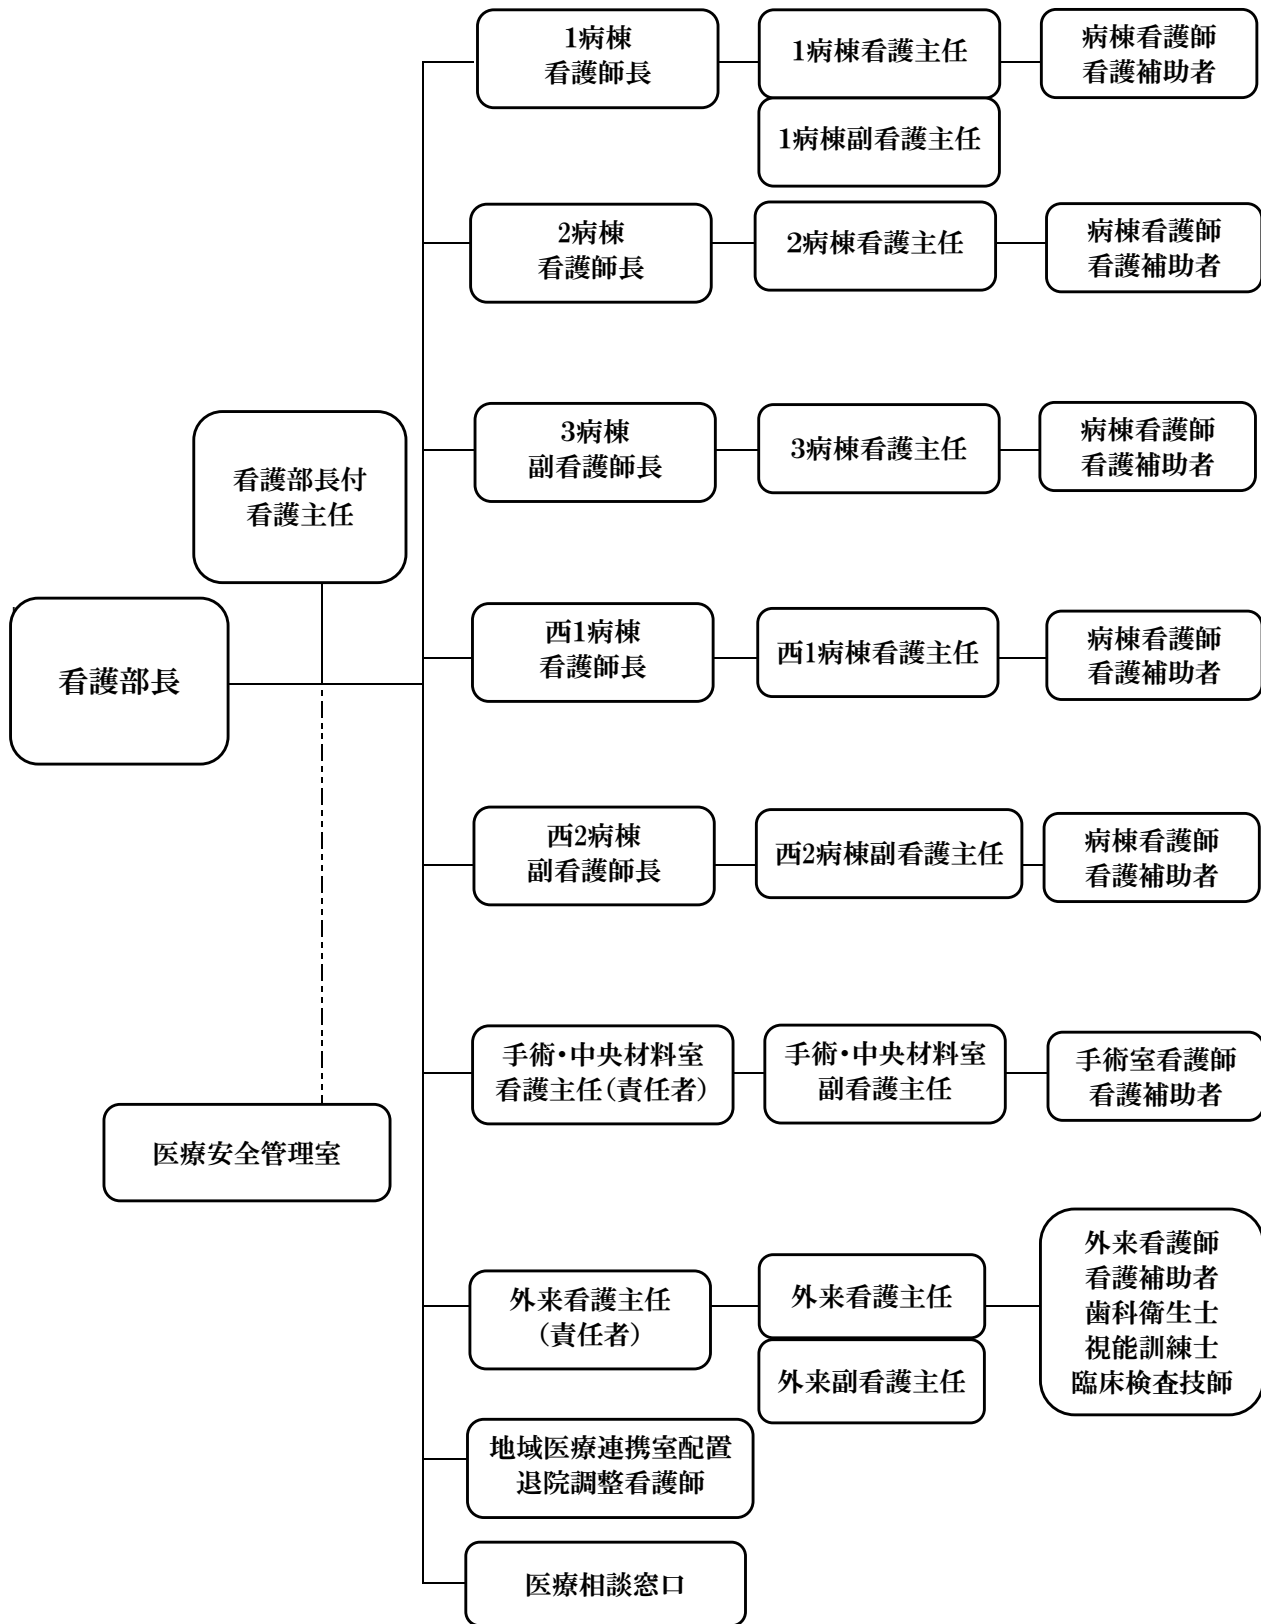 1病棟
看護師長
1病棟看護主任
病棟看護師
看護補助者
1病棟副看護主任
2病棟
看護師長
2病棟看護主任
病棟看護師
看護補助者
3病棟
副看護師長
3病棟看護主任
病棟看護師
看護補助者
看護部長付
看護主任
看護部長
西1病棟
看護師長
西1病棟看護主任
病棟看護師
看護補助者
西2病棟
副看護師長
西2病棟副看護主任
病棟看護師
看護補助者
手術・中央材料室
看護主任(責任者)
手術・中央材料室
副看護主任
手術室看護師
看護補助者
医療安全管理室
外来看護主任
(責任者)
外来看護主任
外来副看護主任
外来看護師
看護補助者
歯科衛生士
視能訓練士
臨床検査技師
地域医療連携室配置
退院調整看護師
医療相談窓口